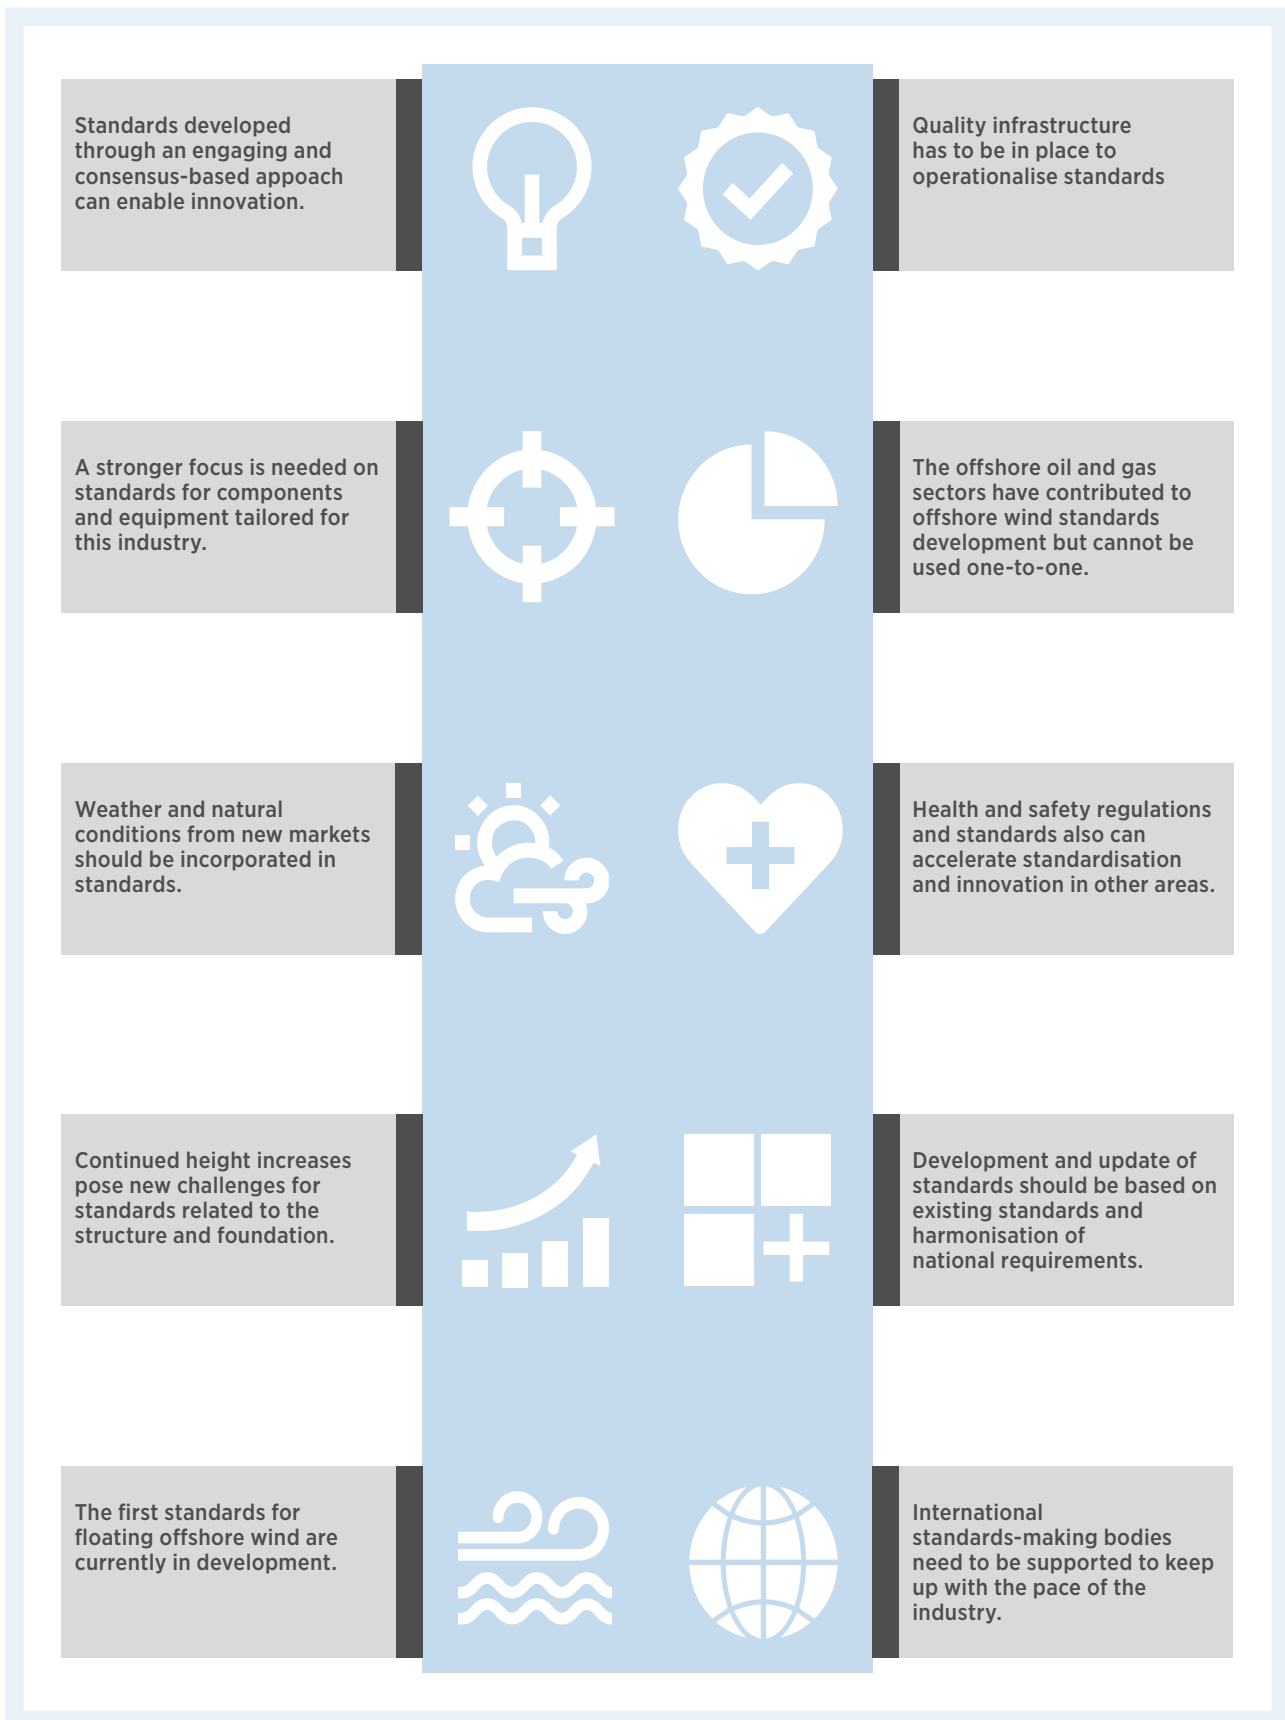 Standards developed
through an engaging and
consensus-based appoach
can enable innovation.
Quality infrastructure
has to be in place to
operationalise standards
A stronger focus is needed on
standards for components
and equipment tailored for
this industry.
The offshore oil and gas
sectors have contributed to
offshore wind standards
development but cannot be
used one-to-one.
Weather and natural
conditions from new markets
should be incorporated in
standards.
Health and safety regulations
and standards also can
accelerate standardisation
and innovation in other areas.
Continued height increases
pose new challenges for
standards related to the
structure and foundation.
Development and update of
standards should be based on
existing standards and
harmonisation of
national requirements.
The first standards for
floating offshore wind are
currently in development.
International
standards-making bodies
need to be supported to keep
up with the pace of the
industry.